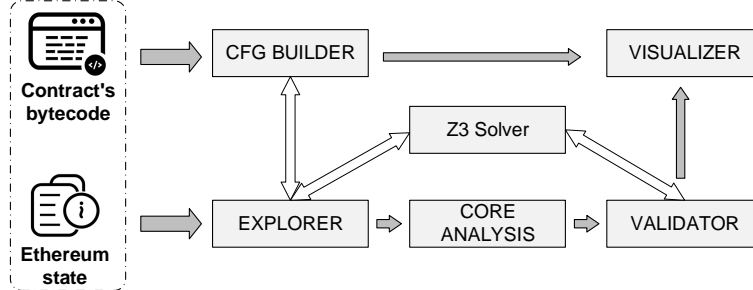 Contract's
bytecode
CFG BUILDER
VISUALIZER
Z3 Solver
Ethereum
state
EXPLORER
CORE
ANALYSIS
VALIDATOR